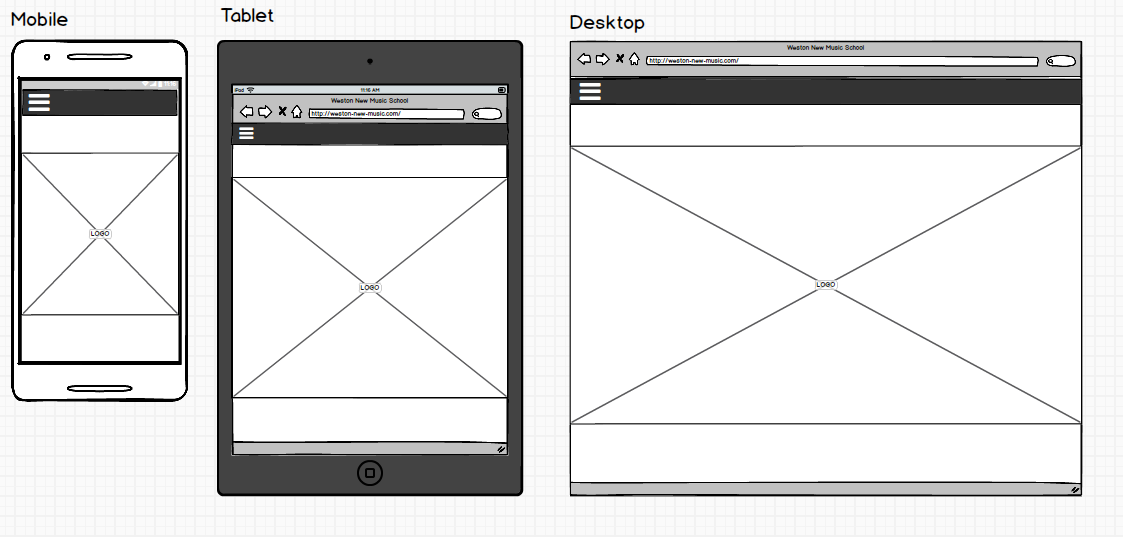 Mobile
LOGO
Tablet
iPad
11:16 AM
Weston New Music School
http://weston-new-music.com/
LOGO
Desktop
Weston New Music School
http://weston-new-music.com/
LOGO